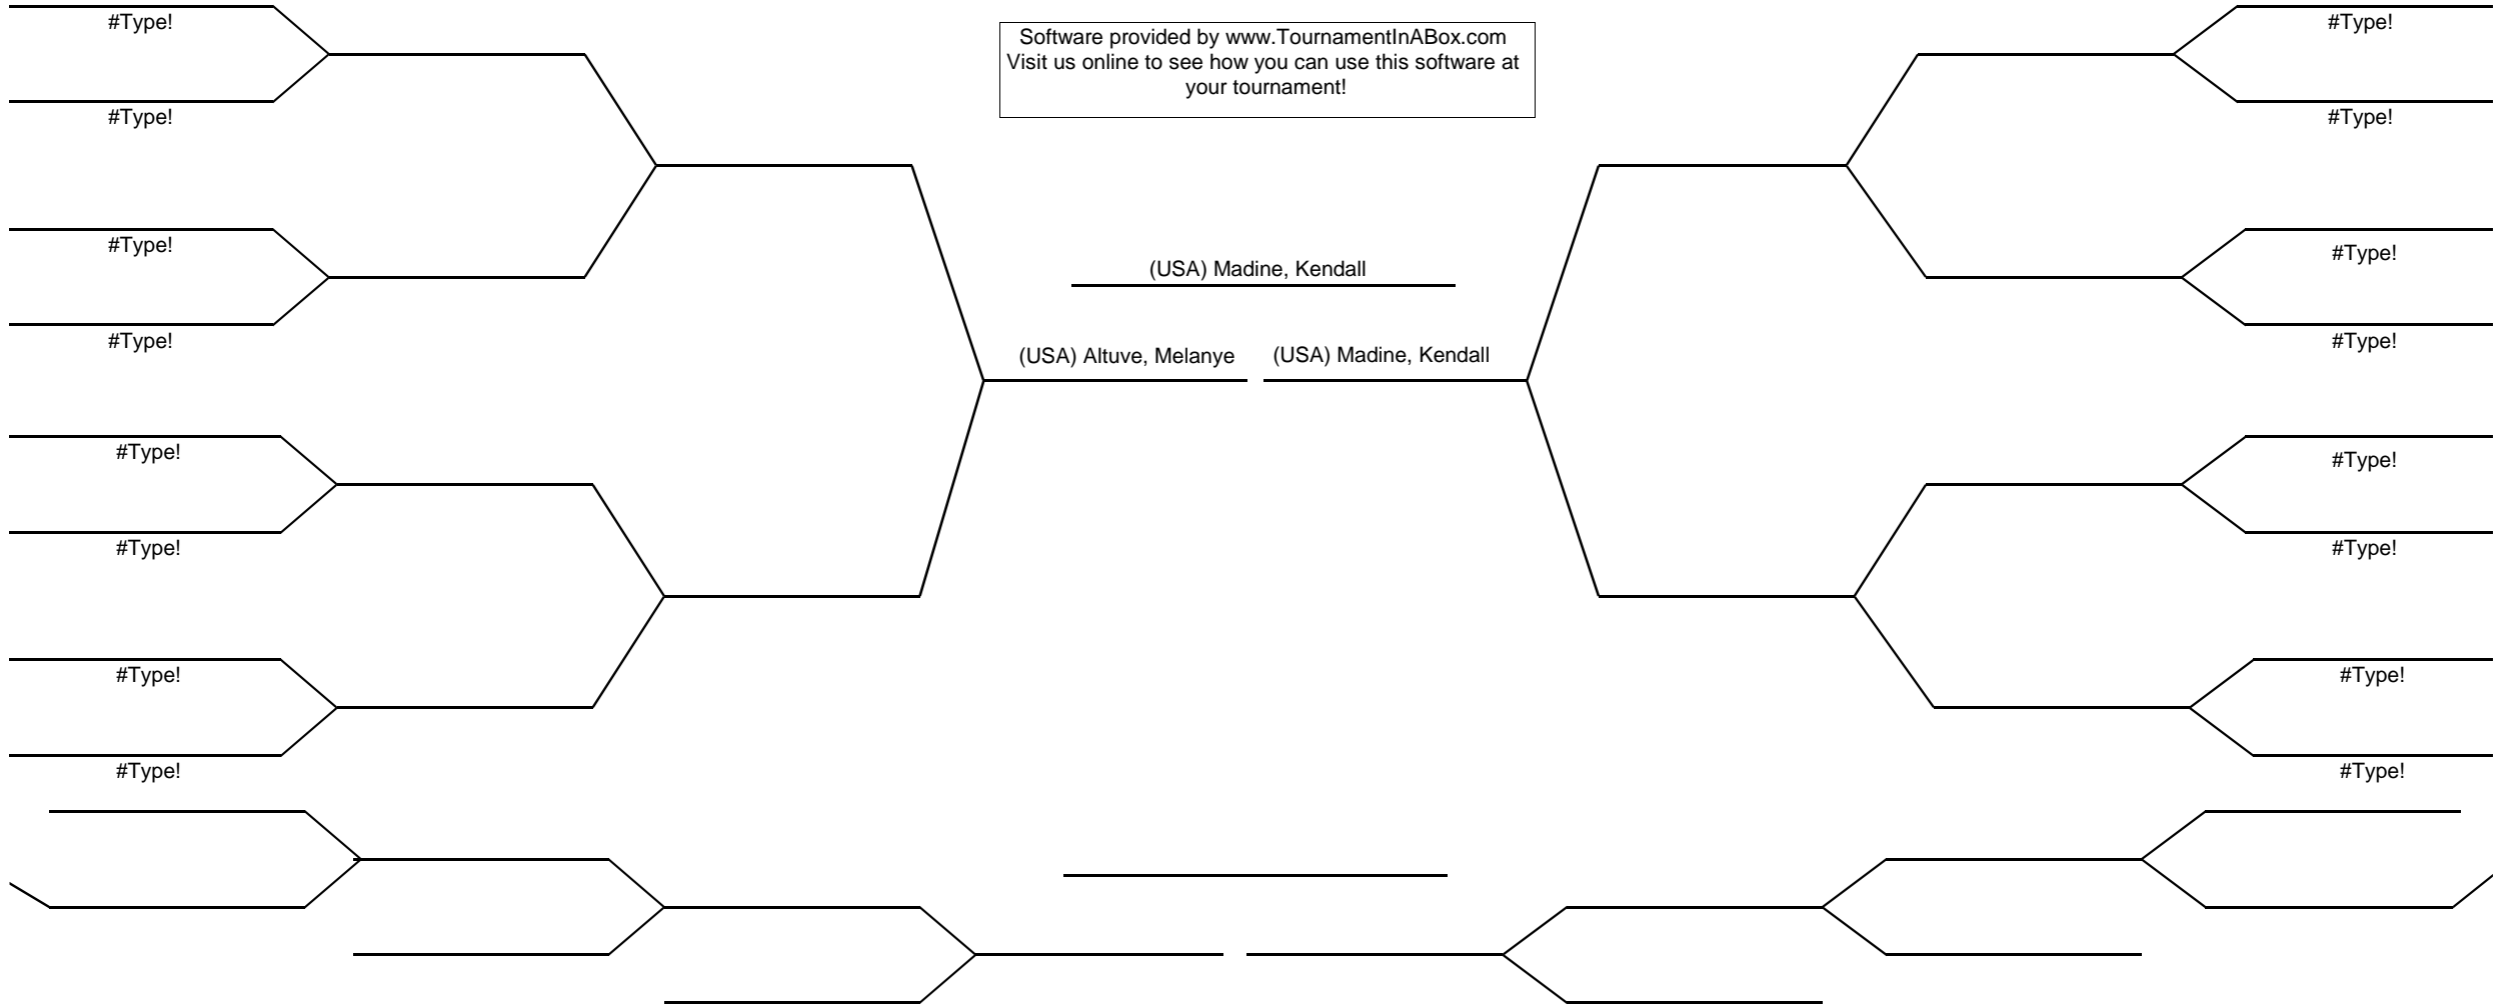 #Type!
#Type!
Software provided by www.TournamentInABox.com
Visit us online to see how you can use this software at
your tournament!
#Type!
#Type!
#Type!
#Type!
(USA) Madine, Kendall
#Type!
#Type!
(USA) Altuve, Melanye
(USA) Madine, Kendall
#Type!
#Type!
#Type!
#Type!
#Type!
#Type!
#Type!
#Type!